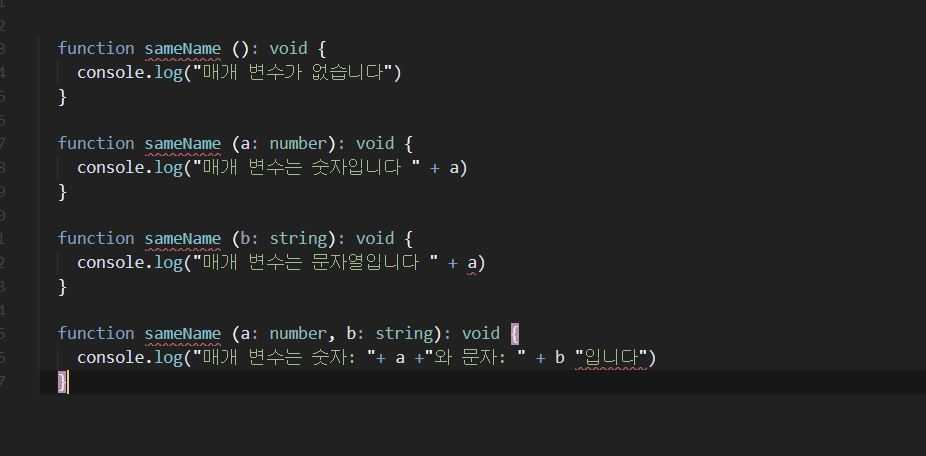 function sameName (): void {
console.log("매개 변수가 없습니다")
}
function sameName (a: number): void {
console.log("매개 변수는 숫자입니다 " + a)
}
function sameName (b: string): void {
console.log("매개 변수는 문자열입니다 " + a)
}
function sameName (a: number, b: string): void {
console.log("매개 변수는 숫자: "+ a +"와 문자: " + b "입니다")
}